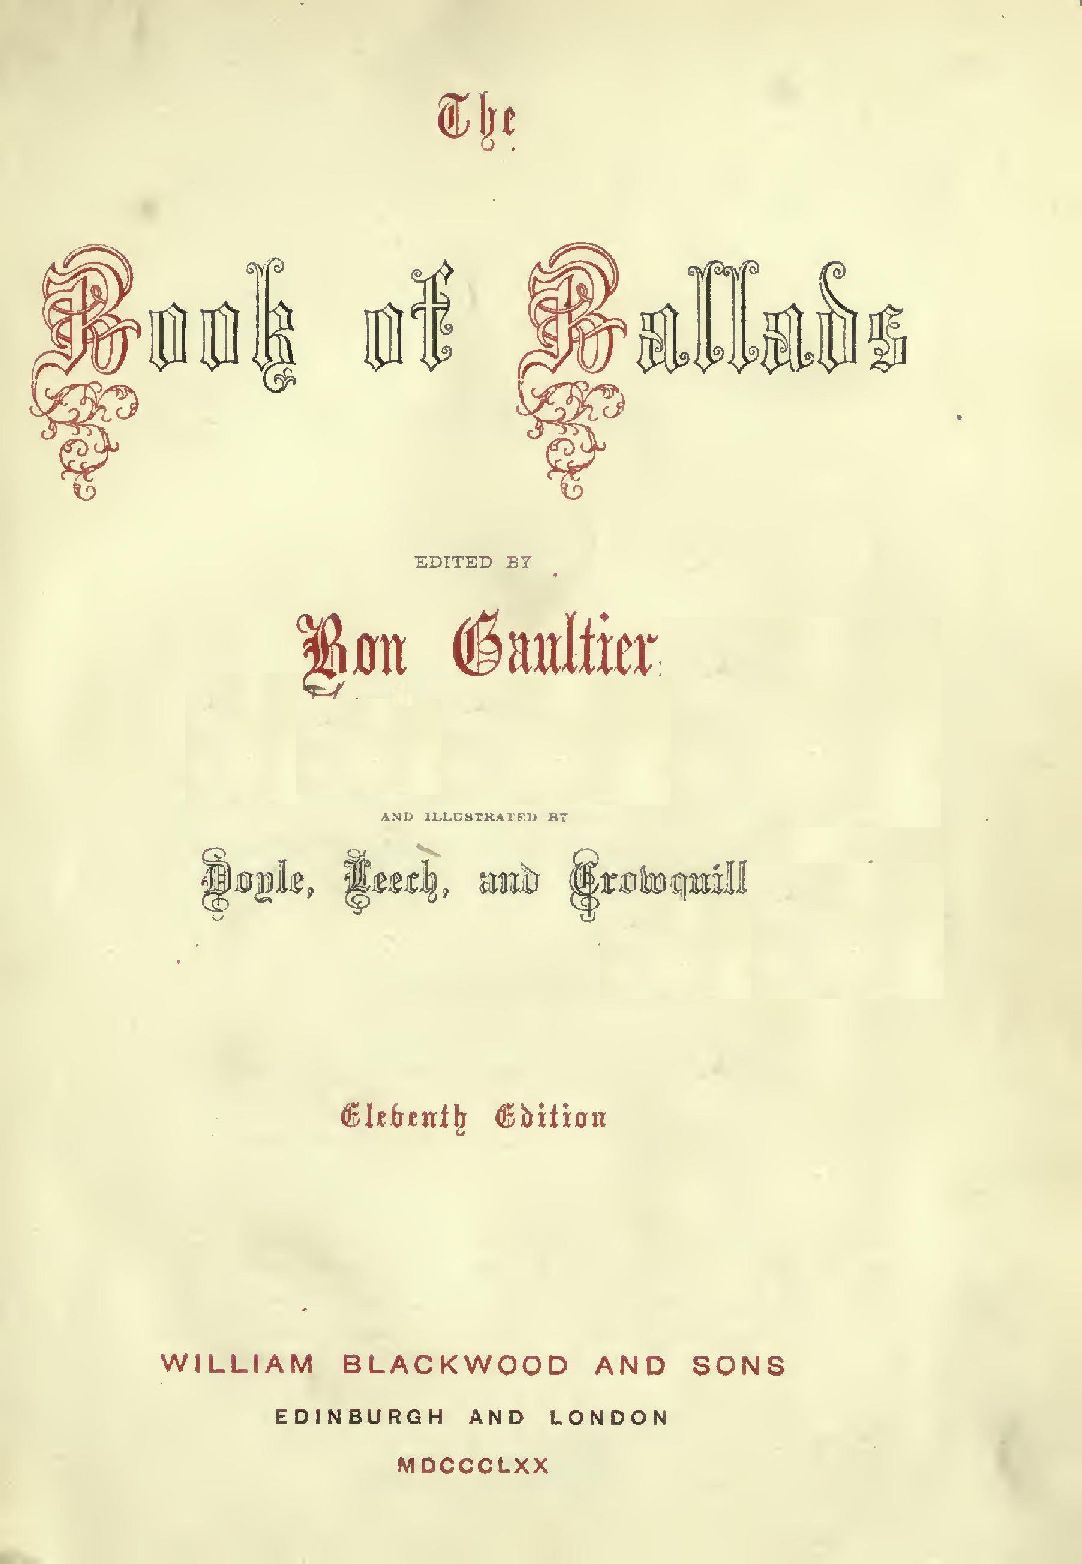 The
Book of Ballads
EDITED BY
Bon Gaultier
AND ILLUSTRATED BY
Doyle, Leech, and Crowquill
Eleventh Edition
WILLIAM BLACKWOOD AND SONS
EDINBURGH AND LONDON
MDCCCLXX